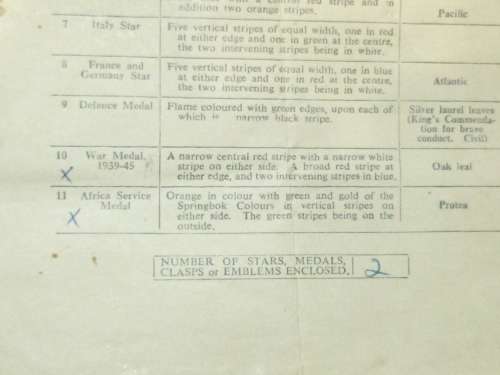 with a central red stripe and in
addition two orange stripes.
Pacific
7 Italy Star Five vertical stripes of equal width, one in red
at either edge and one in green at the centre,
the two intervening stripes being in white.
8 France and Five vertical stripes of equal width, one in blue
Germany Star at either edge and one in red at the centre, Atlantic
the two intervening stripes being in white.
9 Defence Medal Flame coloured with green edges, upon each of Silver laurel leaves
which is narrow black stripe. (King's Commenda-
tion for brave
conduct. Civil)
10 War Medal, A narrow central red stripe with a narrow white
X 1939-45 stripe on either side. A broad red stripe at Oak leaf
either edge, and two intervening stripes in blue.
11 Africa Service Orange in colour with green and gold of the
X Medal Springbok Colours in vertical stripes on Protea
either side. The green stripes being on the
outside.
NUMBER OF STARS, MEDALS,
CLASPS or EMBLEMS ENCLOSED. 2